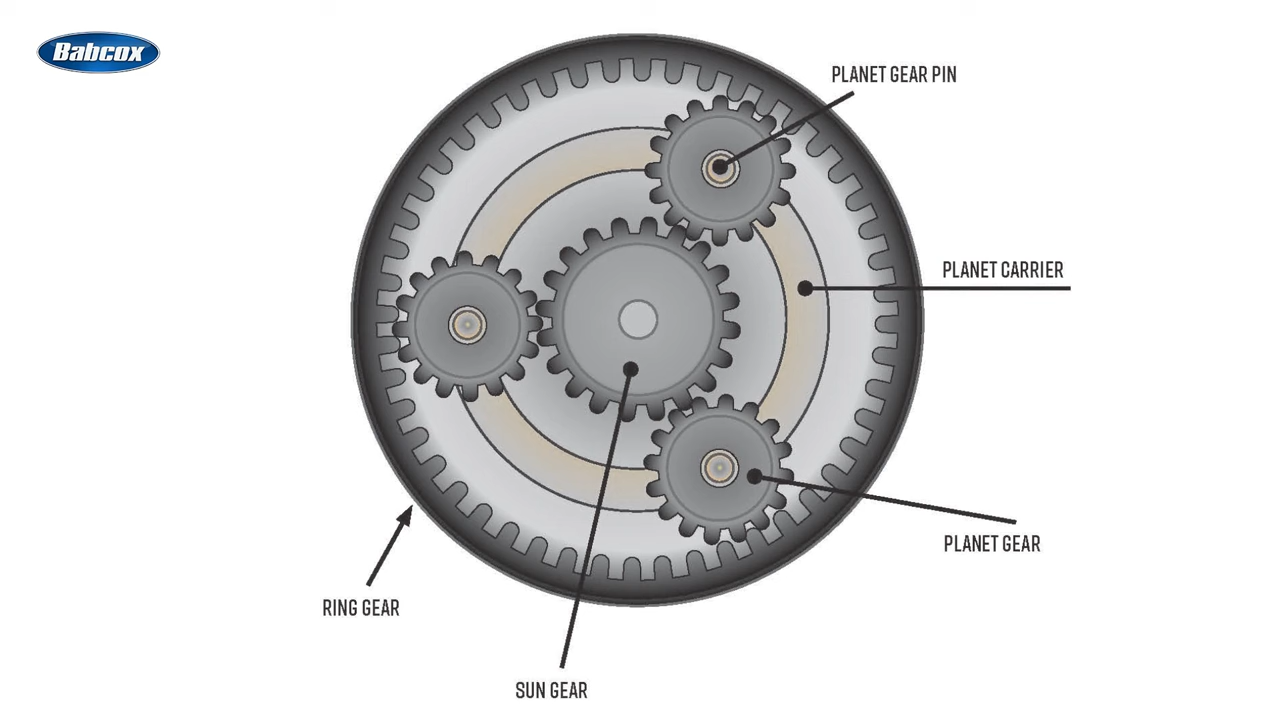 Babcox
PLANET GEAR PIN
PLANET CARRIER
PLANET GEAR
RING GEAR
SUN GEAR